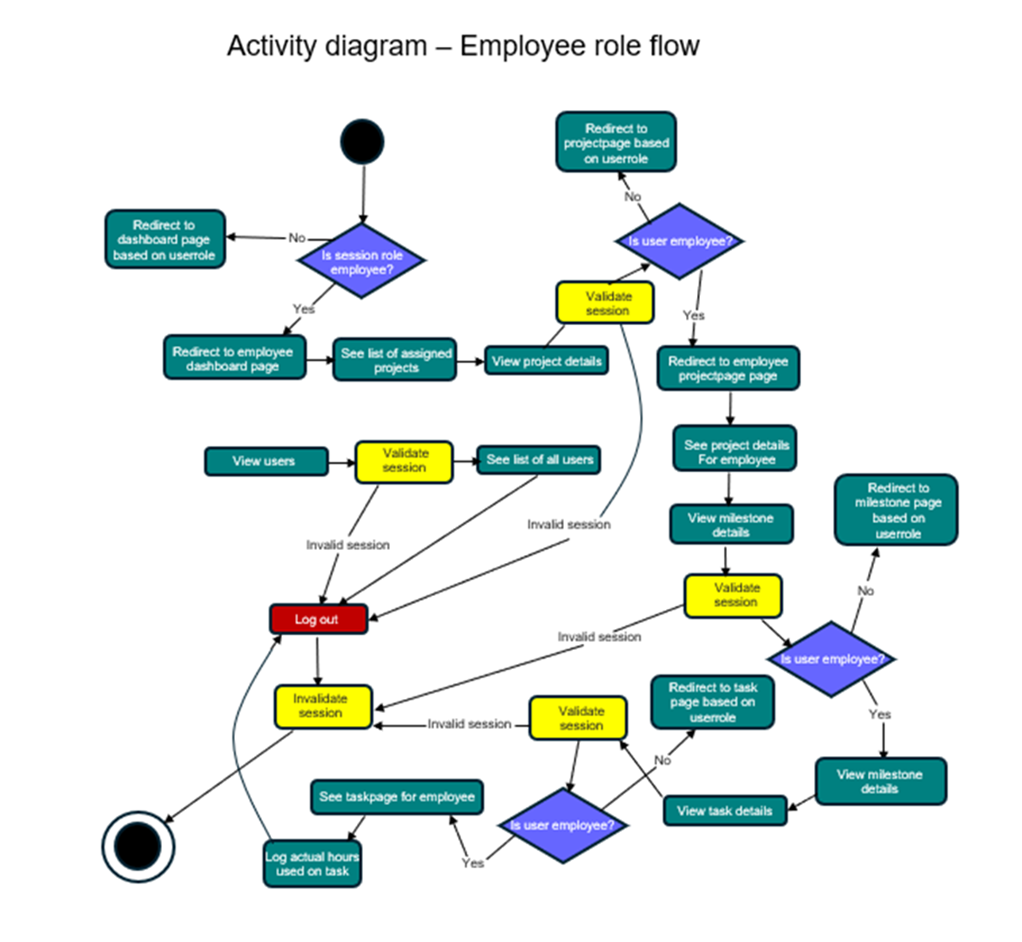 Activity diagram – Employee role flow
Redirect to
projectpage based
on userrole
No
Redirect to
dashboard page
based on userrole
No
Is user employee?
Is session role
employee?
Yes
Validate
session
Yes
Redirect to employee
dashboard page
See list of assigned
projects
View project details
Redirect to employee
projectpage page
See project details
For employee
View users
Validate
session
See list of all users
Redirect to
milestone page
based on
userrole
Invalid session
View milestone
details
Invalid session
Validate
session
No
Log out
Invalid session
Is user employee?
Redirect to task
page based on
userrole
Invalidate
session
Validate
session
Invalid session
Yes
No
View milestone
details
See taskpage for employee
View task details
Is user employee?
Yes
Log actual hours
used on task